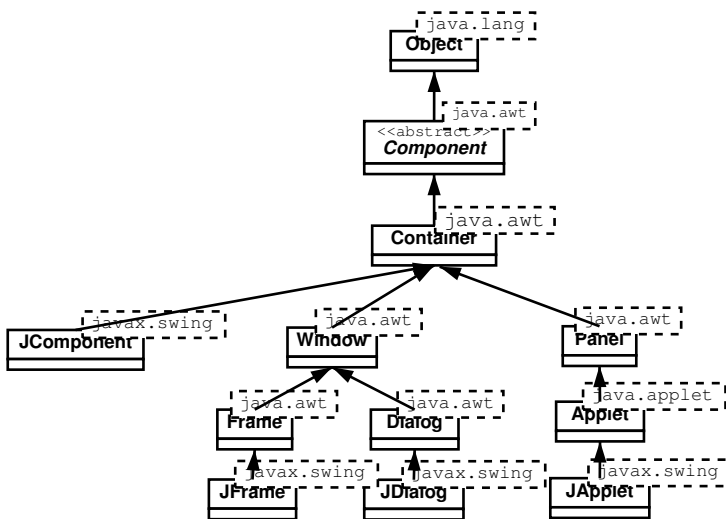 java.lang
Object
java.awt
<<abstract>>
Component
java.awt
Container
javax.swing
JComponent
java.awt
Window
java.awt
Panel
java.awt
Frame
java.awt
Dialog
java.applet
Applet
javax.swing
JFrame
javax.swing
JDialog
javax.swing
JApplet